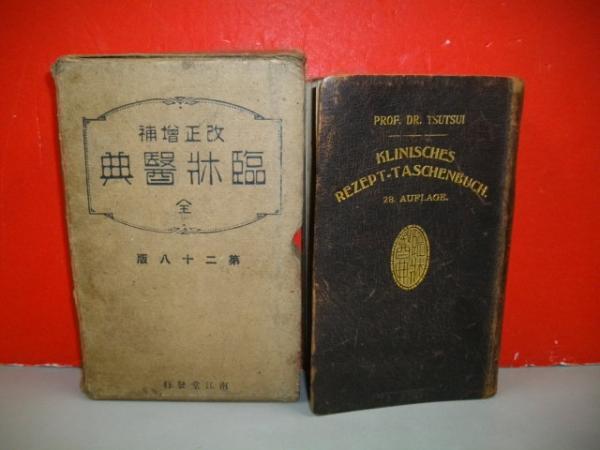 改正增補
臨牀醫典
全
第二十八版
南江堂發行
PROF. DR. TSUTSUI
KLINISCHES
REZEPT-TASCHENBUCH.
28. AUFLAGE.